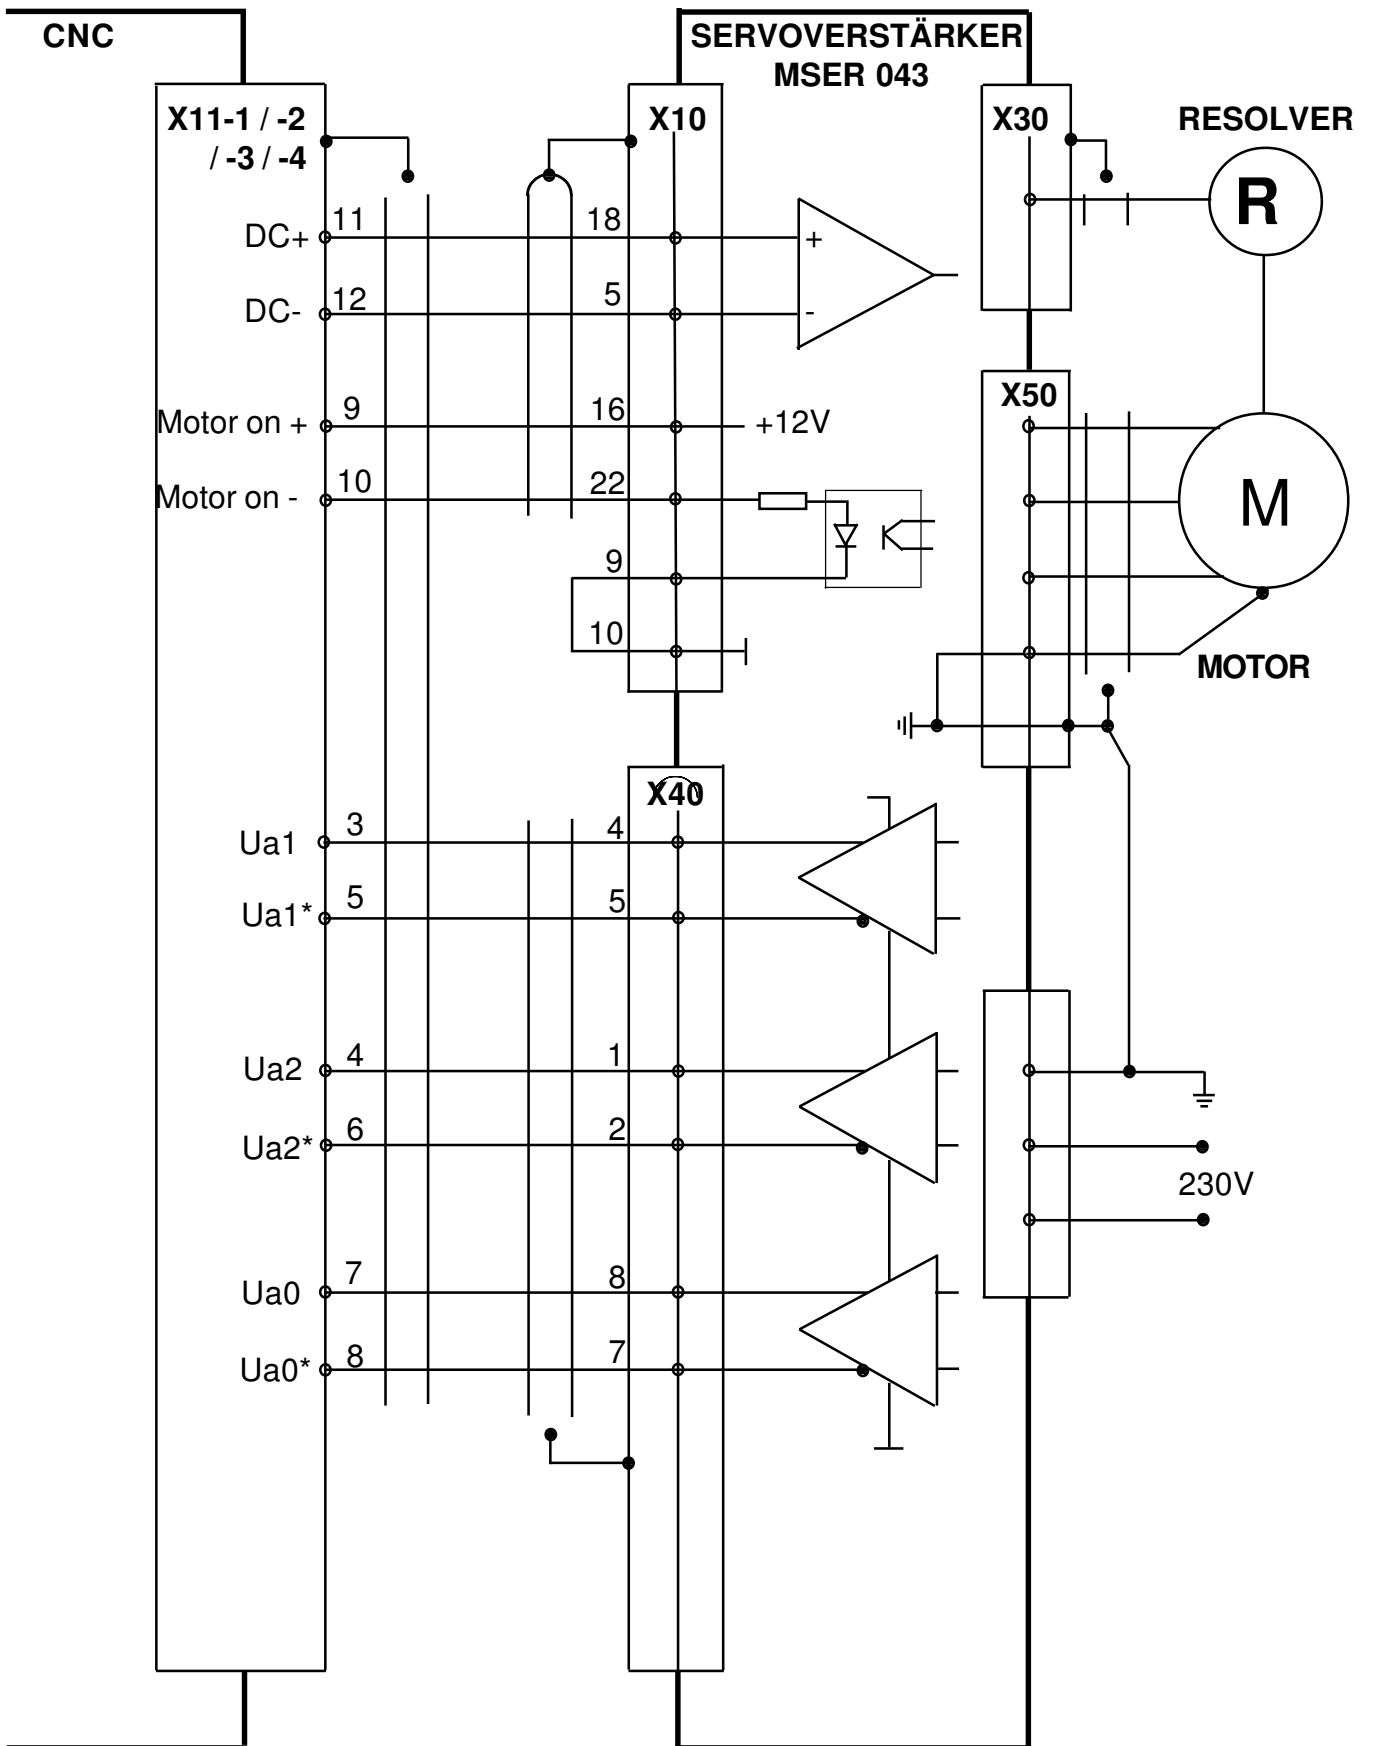 CNC
SERVOVERSTÄRKER
MSER 043
X11-1 / -2
/ -3 / -4
X10
X30
RESOLVER
R
DC+ 11 18 +
DC- 12 5 -
X50
Motor on + 9 16 +12V
Motor on - 10 22
M
9
10
MOTOR
X40
Ua1 3 4
Ua1* 5 5
Ua2 4 1
Ua2* 6 2
230V
Ua0 7 8
Ua0* 8 7